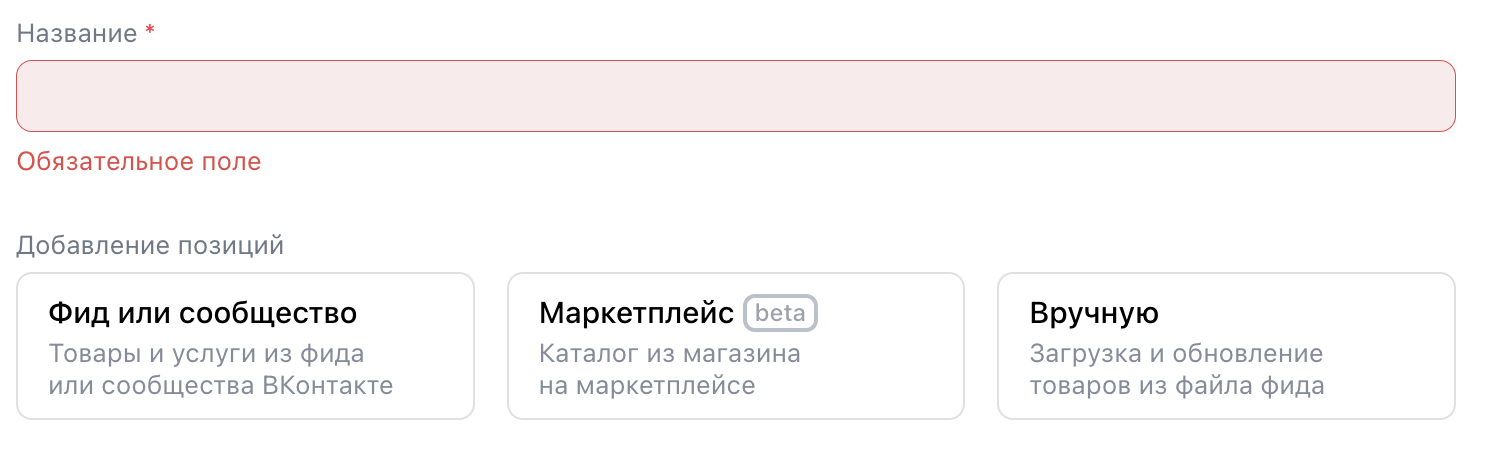 Название *
Обязательное поле
Добавление позиций
Фид или сообщество
Товары и услуги из фида
или сообщества ВКонтакте
Маркетплейс beta
Каталог из магазина
на маркетплейсе
Вручную
Загрузка и обновление
товаров из файла фида